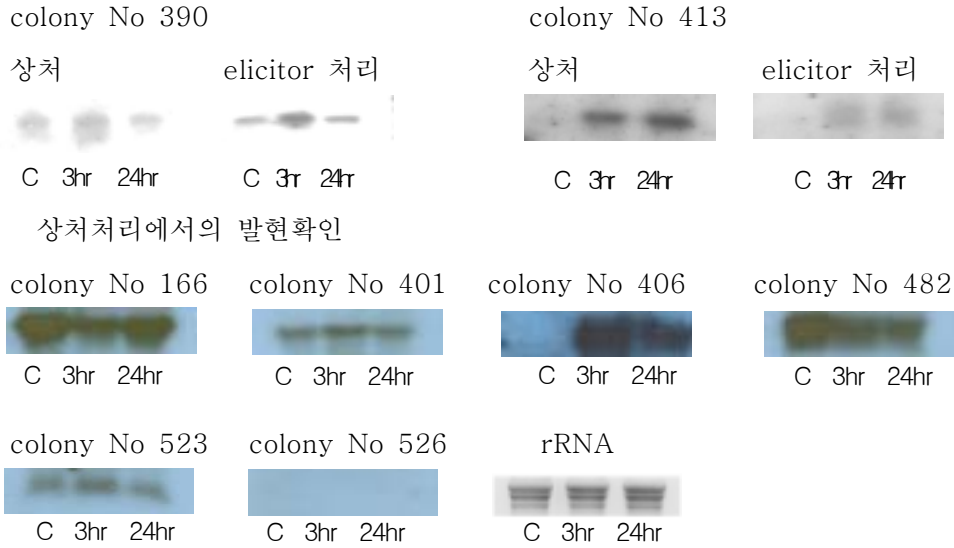 colony No 390 colony No 413
상처 elicitor 처리 상처 elicitor 처리
C 3hr 24hr C 3hr 24hr C 3hr 24hr C 3hr 24hr
상처처리에서의 발현확인
colony No 166 colony No 401 colony No 406 colony No 482
C 3hr 24hr C 3hr 24hr C 3hr 24hr C 3hr 24hr
colony No 523 colony No 526 rRNA
C 3hr 24hr C 3hr 24hr C 3hr 24hr